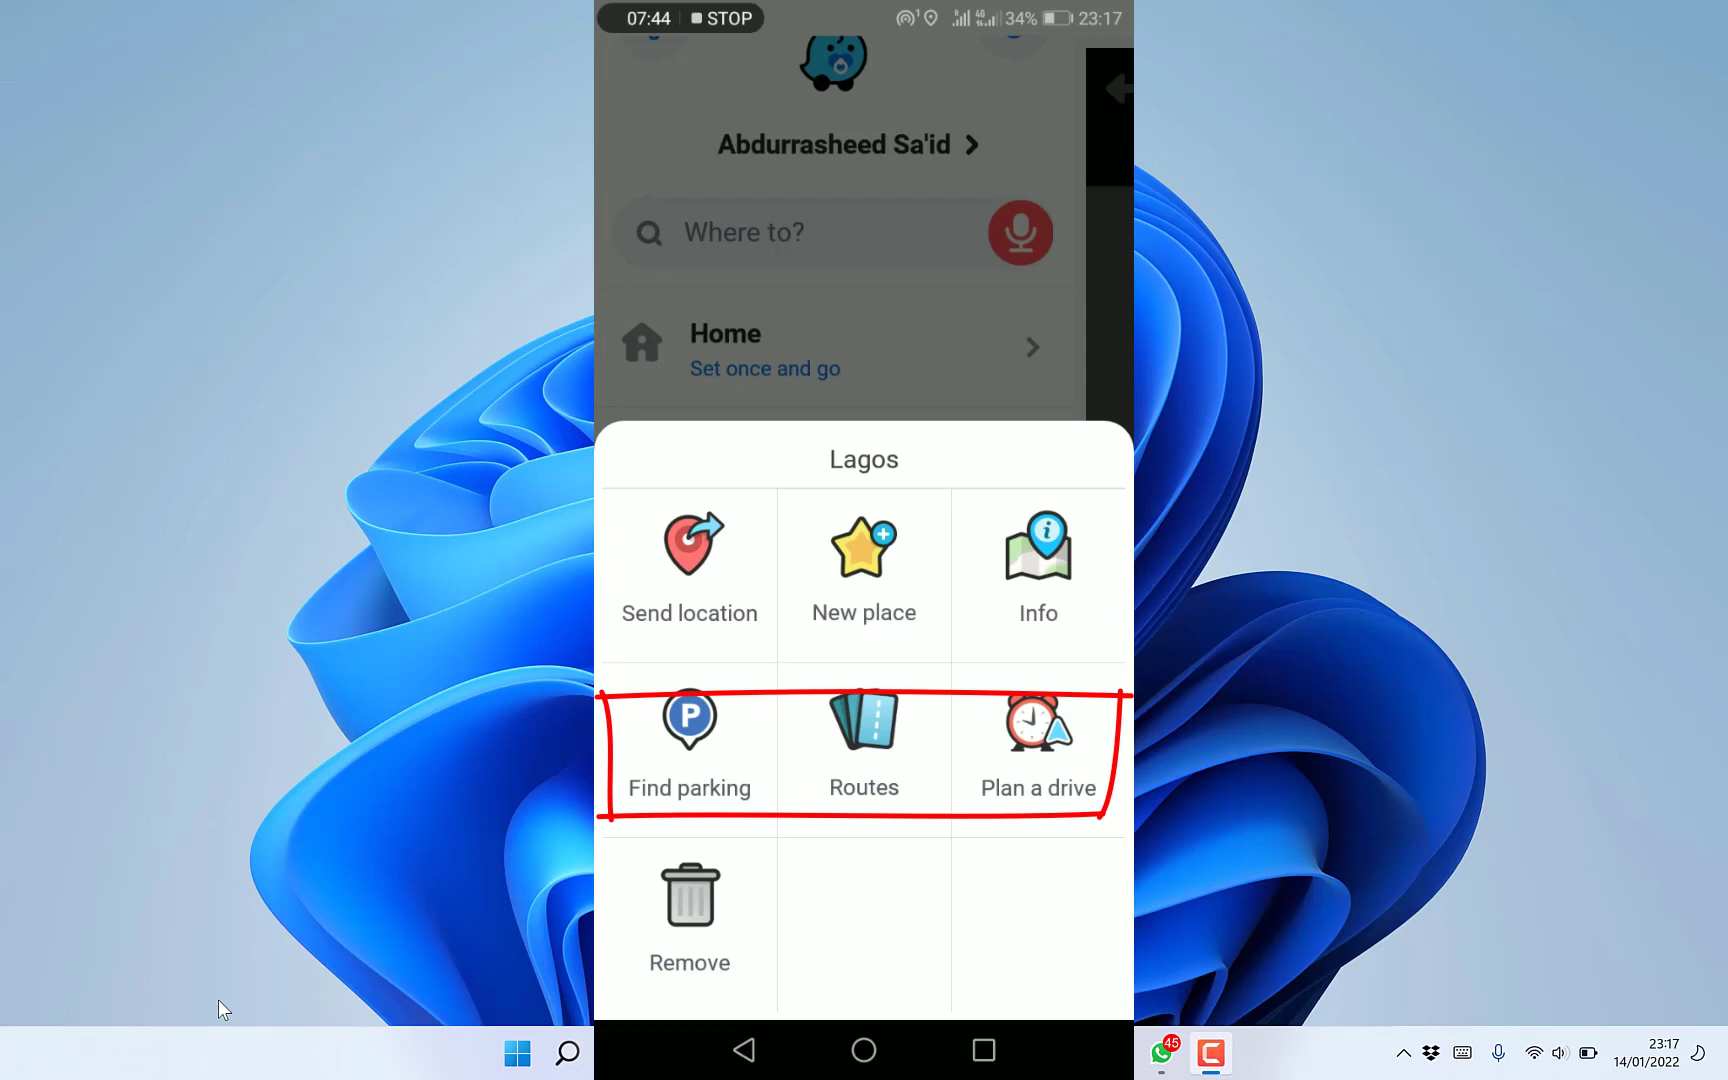 07:44 STOP 34% 23:17
Abdurrasheed Sa'id
Where to?
Home
Set once and go
Lagos
Send location New place Info
P
Find parking Routes Plan a drive
Remove
45
23:17
14/01/2022